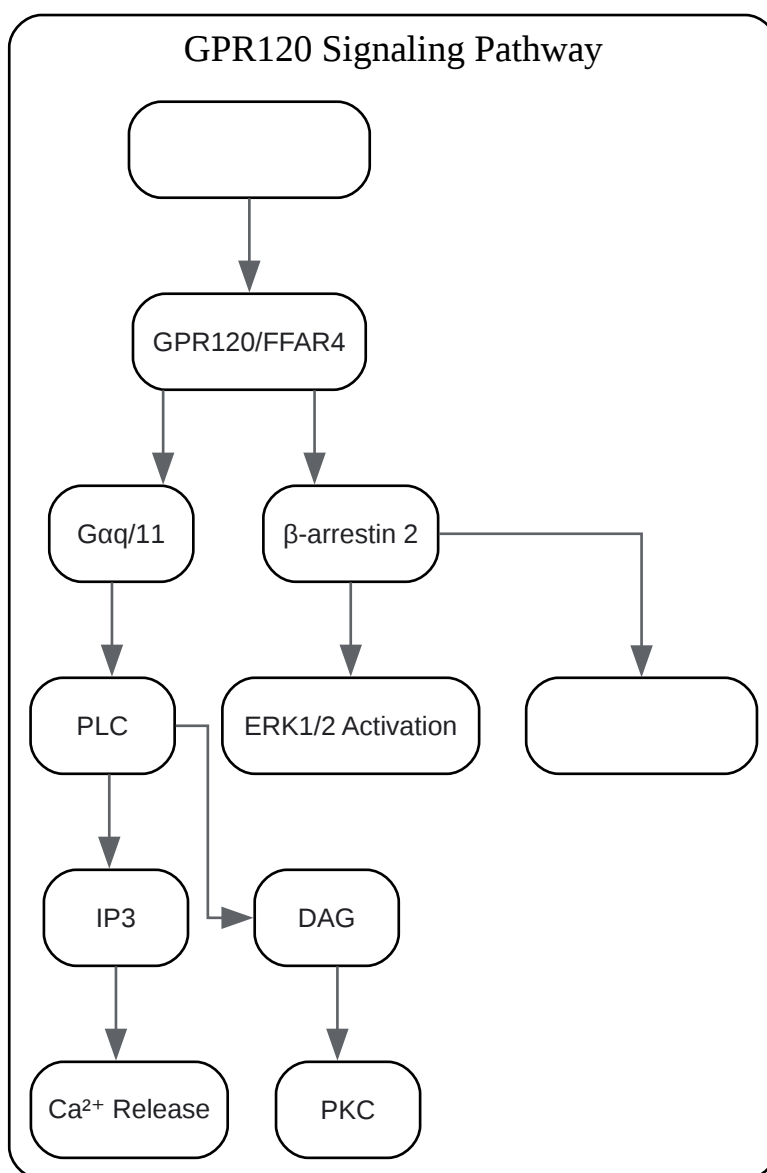 GPR120 Signaling Pathway
GPR120/FFAR4
Gαq/11
β-arrestin 2
PLC
ERK1/2 Activation
IP3
DAG
Ca²⁺ Release
PKC